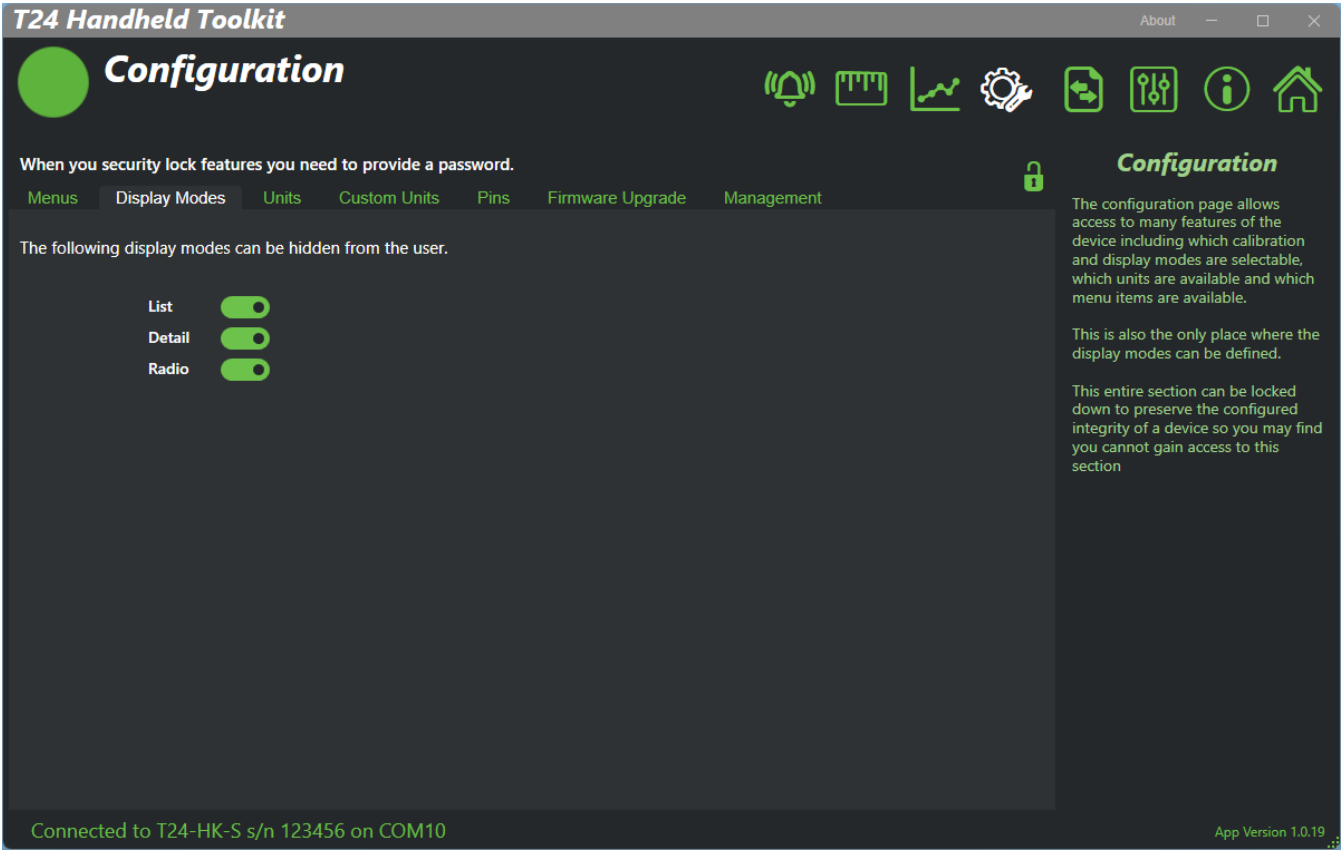 T24 Handheld Toolkit
About
Configuration
When you security lock features you need to provide a password.
Menus Display Modes Units Custom Units Pins Firmware Upgrade Management
The following display modes can be hidden from the user.
List
Detail
Radio
Configuration
The configuration page allows
access to many features of the
device including which calibration
and display modes are selectable,
which units are available and which
menu items are available.
This is also the only place where the
display modes can be defined.
This entire section can be locked
down to preserve the configured
integrity of a device so you may find
you cannot gain access to this
section
Connected to T24-HK-S s/n 123456 on COM10
App Version 1.0.19